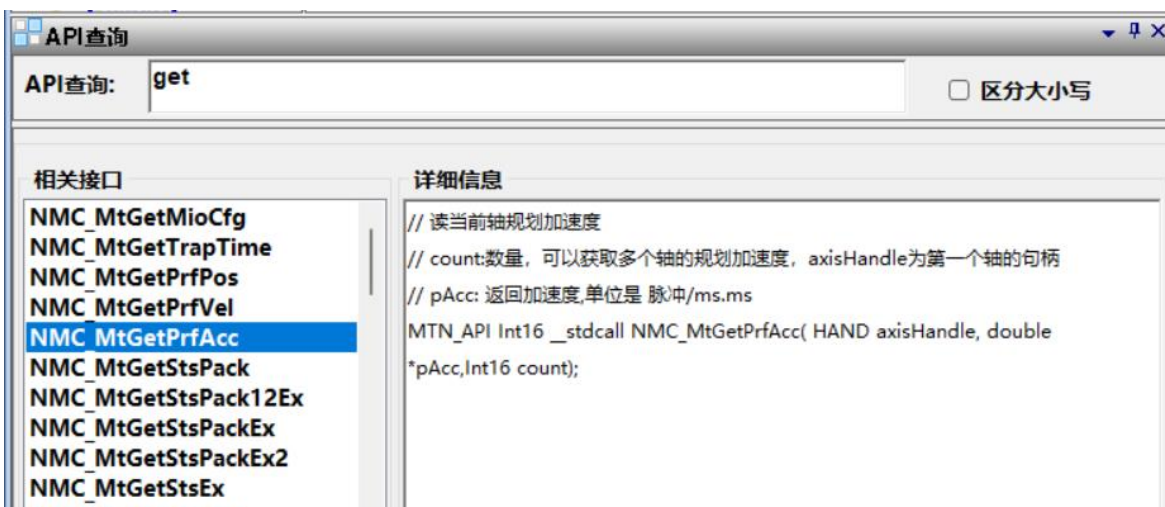 API查询
API查询:
get
区分大小写
相关接口
NMC_MtGetMioCfg
NMC_MtGetTrapTime
NMC_MtGetPrfPos
NMC_MtGetPrfVel
NMC_MtGetPrfAcc
NMC_MtGetStsPack
NMC_MtGetStsPack12Ex
NMC_MtGetStsPackEx
NMC_MtGetStsPackEx2
NMC_MtGetStsEx
详细信息
// 读当前轴规划加速度
// count:数量，可以获取多个轴的规划加速度，axisHandle为第一个轴的句柄
// pAcc: 返回加速度,单位是 脉冲/ms.ms
MTN_API Int16 __stdcall NMC_MtGetPrfAcc( HAND axisHandle, double
*pAcc,Int16 count);